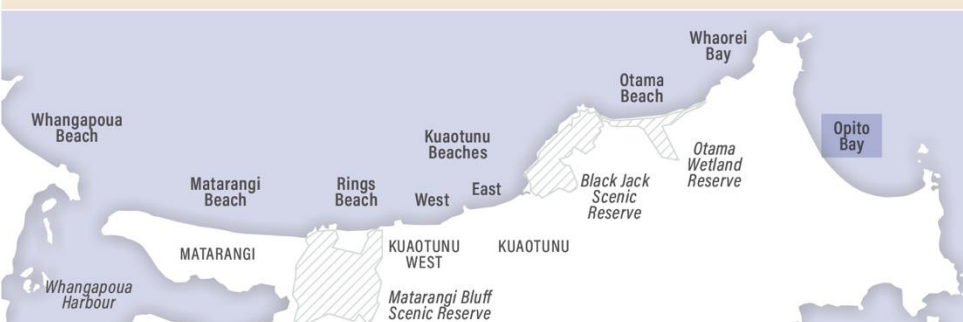 Whaorei
Bay
Otama
Beach
Whangapoua
Beach
Opito
Bay
Kuaotunu
Beaches
Otama
Wetland
Reserve
Matarangi
Beach
Rings
Beach
West
East
Black Jack
Scenic
Reserve
MATARANGI
KUAOTUNU
WEST
KUAOTUNU
Whangapoua
Harbour
Matarangi Bluff
Scenic Reserve